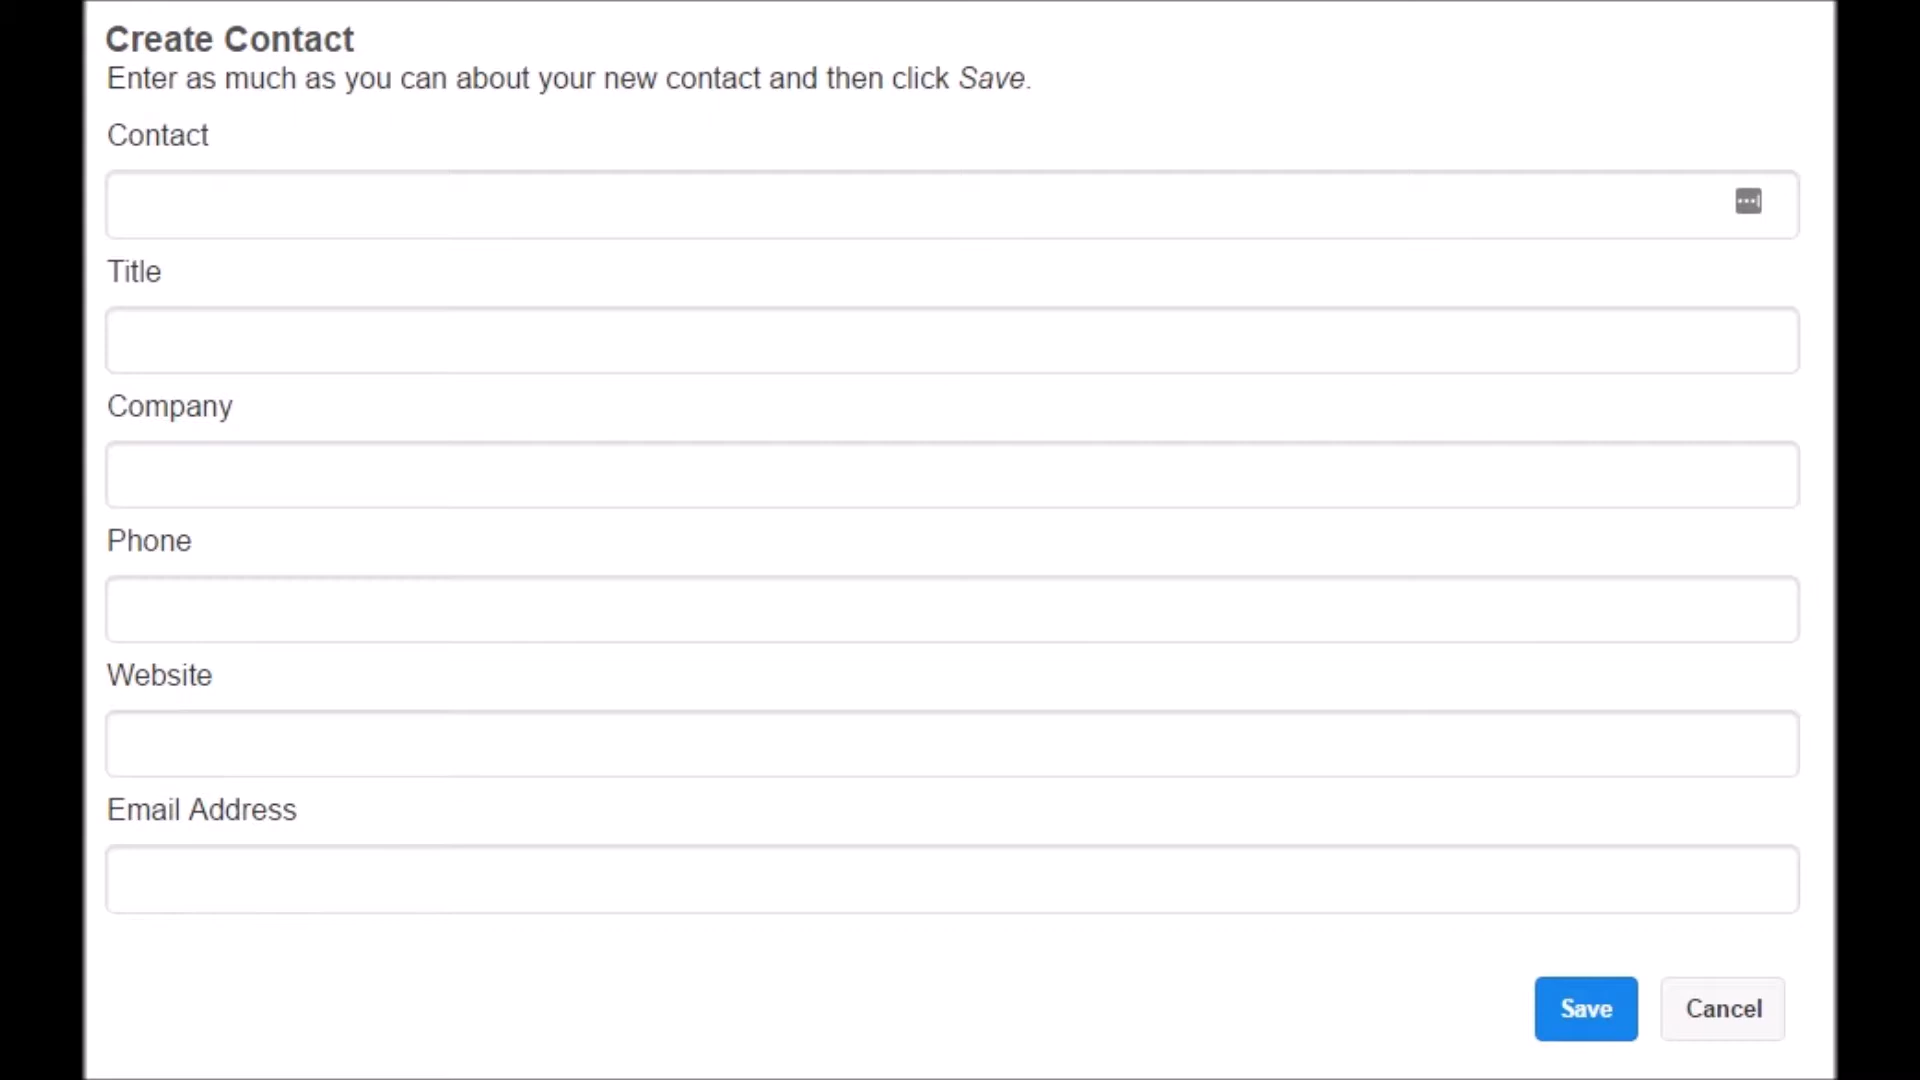 Create Contact
Enter as much as you can about your new contact and then click Save.
Contact
Title
Company
Phone
Website
Email Address
Save Cancel